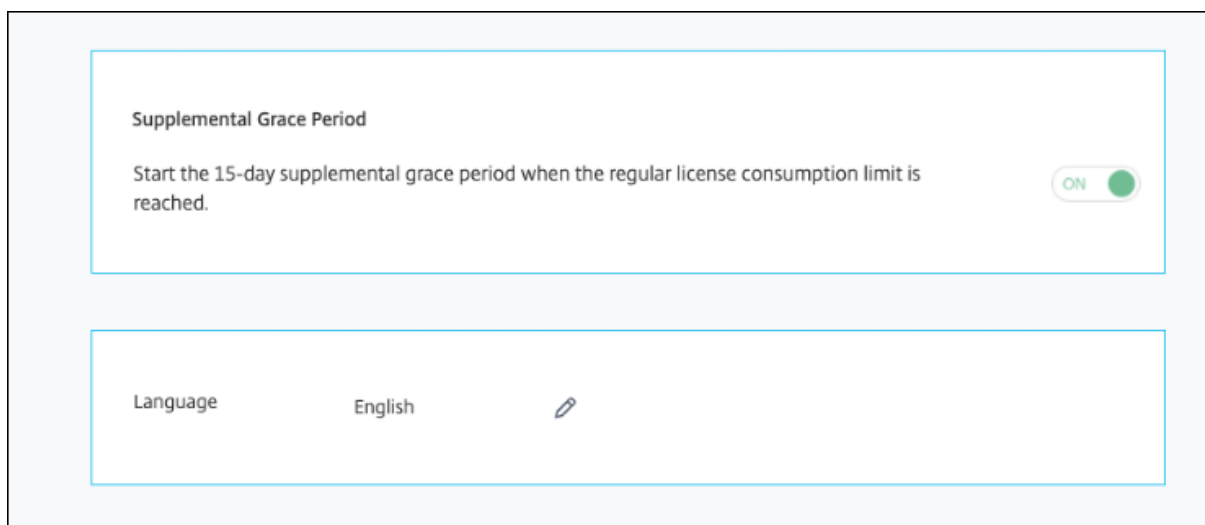 Supplemental Grace Period
Start the 15-day supplemental grace period when the regular license consumption limit is
reached.
ON
Language
English